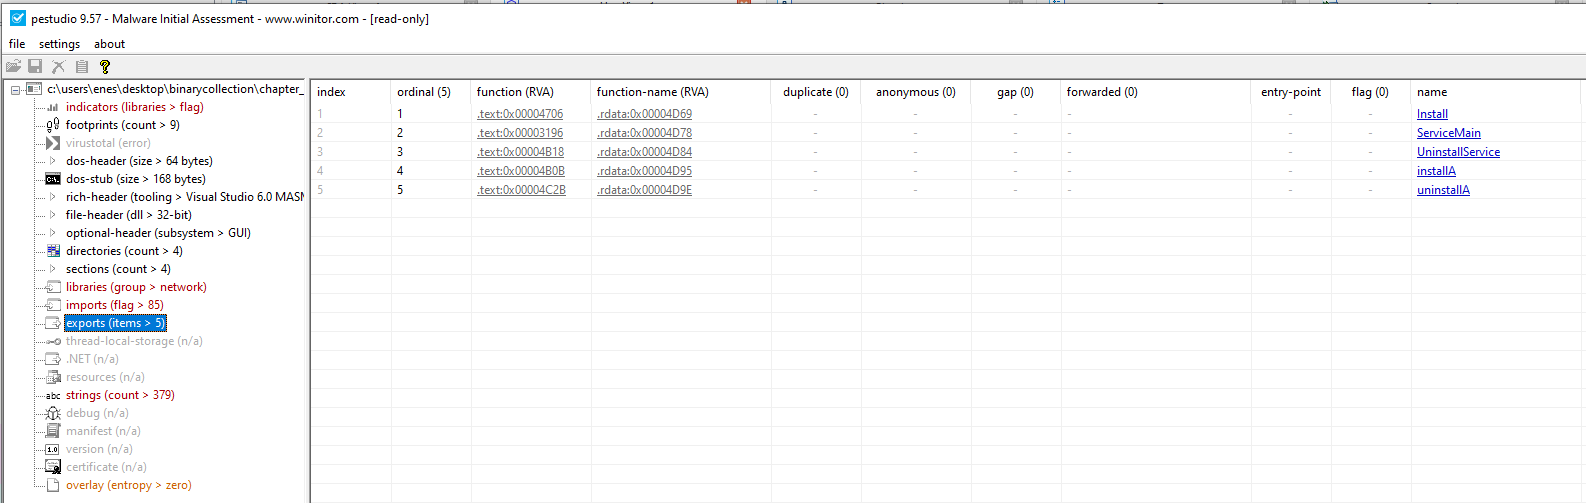 pestudio 9.57 - Malware Initial Assessment - www.winitor.com - [read-only]
file settings about
c:\users\enes\desktop\binarycollection\chapter_
indicators (libraries > flag)
footprints (count > 9)
virustotal (error)
dos-header (size > 64 bytes)
dos-stub (size > 168 bytes)
rich-header (tooling > Visual Studio 6.0 MASM
file-header (dll > 32-bit)
optional-header (subsystem > GUI)
directories (count > 4)
sections (count > 4)
libraries (group > network)
imports (flag > 85)
exports (items > 5)
thread-local-storage (n/a)
.NET (n/a)
resources (n/a)
abc strings (count > 379)
debug (n/a)
manifest (n/a)
1.0 version (n/a)
certificate (n/a)
overlay (entropy > zero)
index ordinal (5) function (RVA) function-name (RVA) duplicate (0) anonymous (0) gap (0) forwarded (0) entry-point flag (0) name
1 1 .text:0x00004706 .rdata:0x00004D69 - - - - - - Install
2 2 .text:0x00003196 .rdata:0x00004D78 - - - - - - ServiceMain
3 3 .text:0x00004B18 .rdata:0x00004D84 - - - - - - UninstallService
4 4 .text:0x00004B0B .rdata:0x00004D95 - - - - - - installA
5 5 .text:0x00004C2B .rdata:0x00004D9E - - - - - - uninstallA